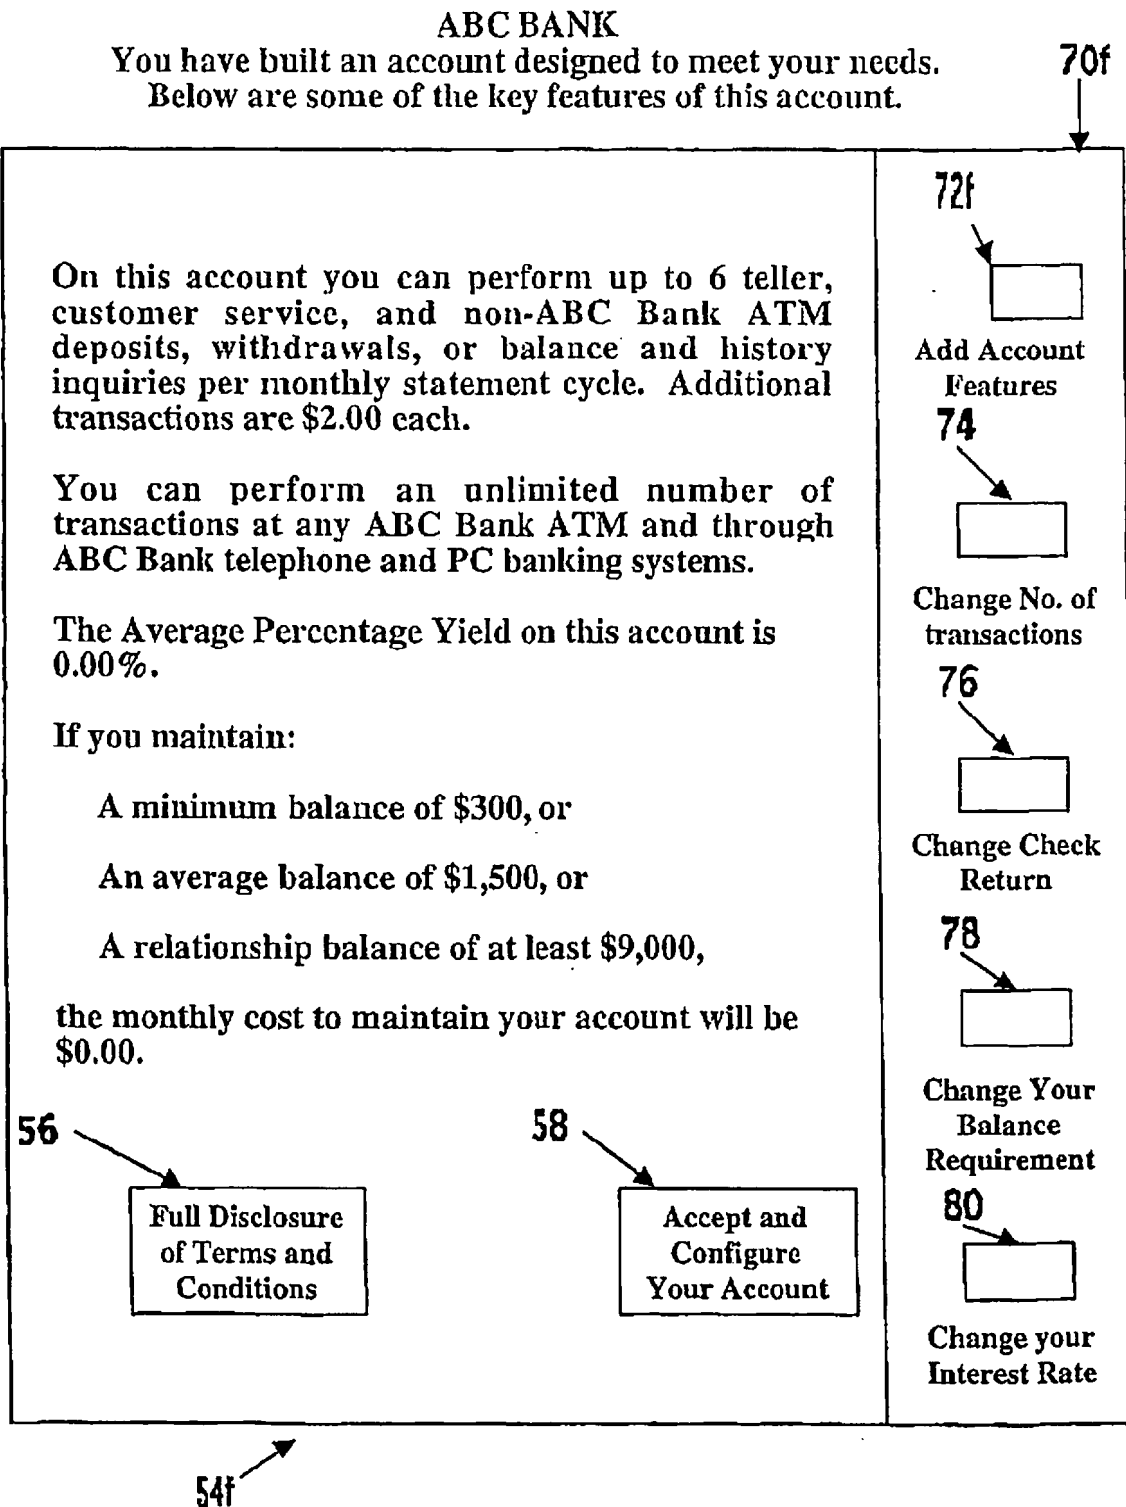 ABC BANK
You have built an account designed to meet your needs.
Below are some of the key features of this account.
70f
On this account you can perform up to 6 teller,
customer service, and non-ABC Bank ATM
deposits, withdrawals, or balance and history
inquiries per monthly statement cycle. Additional
transactions are $2.00 each.
You can perform an unlimited number of
transactions at any ABC Bank ATM and through
ABC Bank telephone and PC banking systems.
The Average Percentage Yield on this account is
0.00%.
If you maintain:
A minimum balance of $300, or
An average balance of $1,500, or
A relationship balance of at least $9,000,
the monthly cost to maintain your account will be
$0.00.
56
Full Disclosure
of Terms and
Conditions
58
Accept and
Configure
Your Account
72f
Add Account
Features
74
Change No. of
transactions
76
Change Check
Return
78
Change Your
Balance
Requirement
80
Change your
Interest Rate
54f